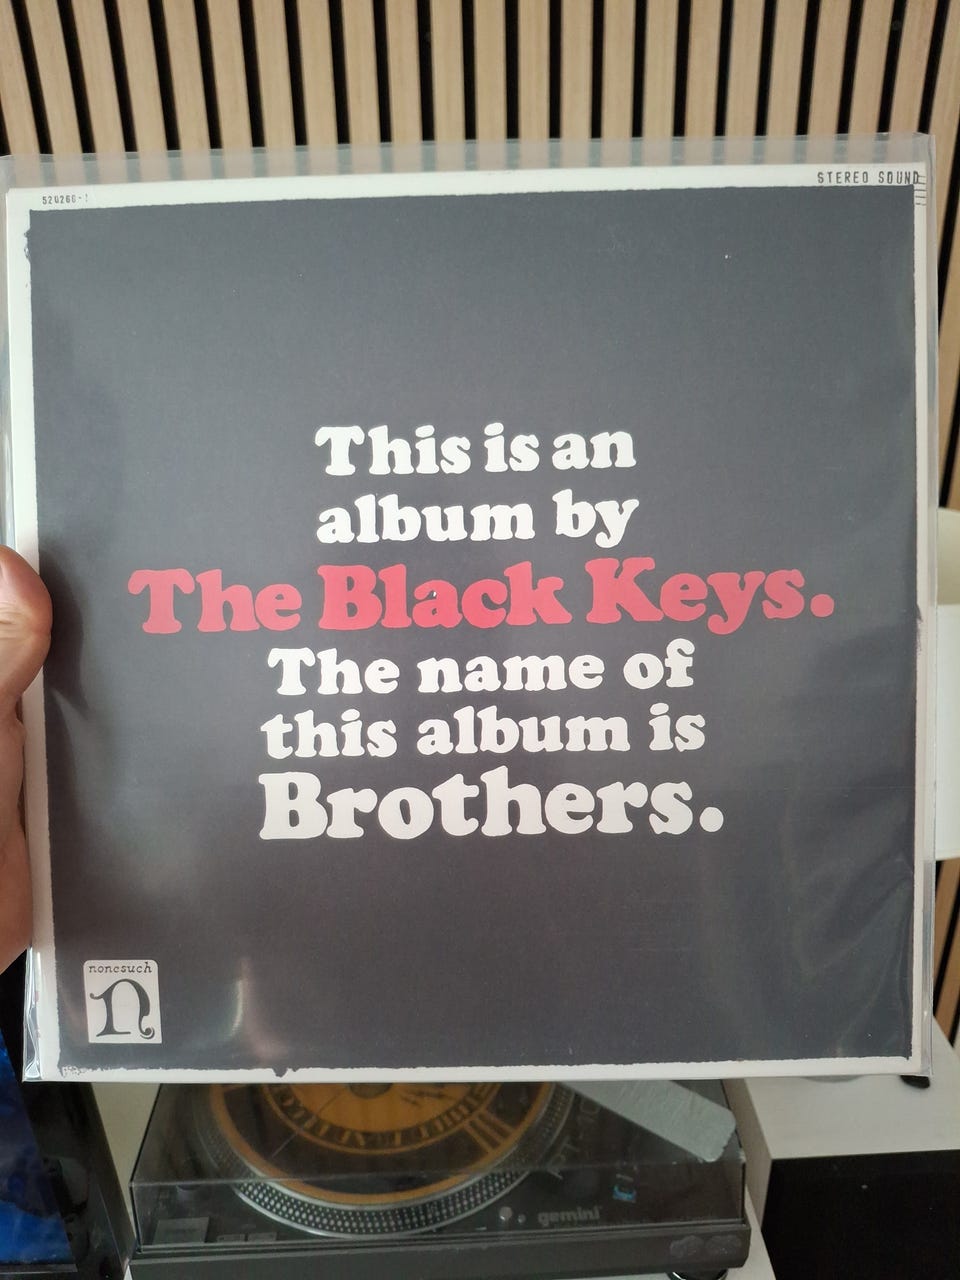 520266-1
STEREO SOUND
This is an
album by
The Black Keys.
The name of
this album is
Brothers.
nonesuch
n
gemini